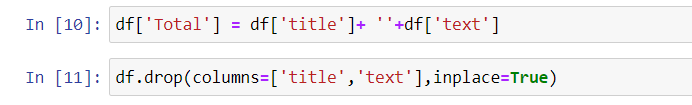 In [10]: df['Total'] = df['title']+ ''+df['text']
In [11]: df.drop(columns=['title','text'],inplace=True)